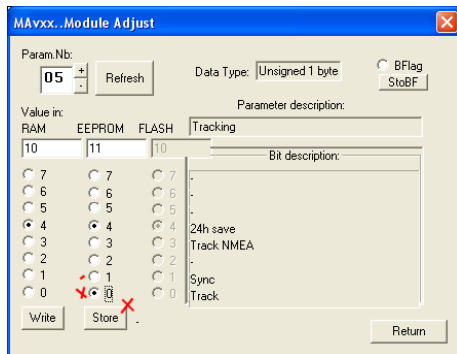 MAvxx..Module Adjust
Param.Nb:
05 + - Refresh
Data Type: Unsigned 1 byte
BFlag
StoBF
Value in:
RAM EEPROM FLASH
10 11 10
Parameter description:
Tracking
Bit description:
7 7 7 -
6 6 6 -
5 5 5 -
4 4 4 24h save
3 3 3 Track NMEA
2 2 2 -
1 1 1 Sync
0 0 0 Track
Write Store -
Return